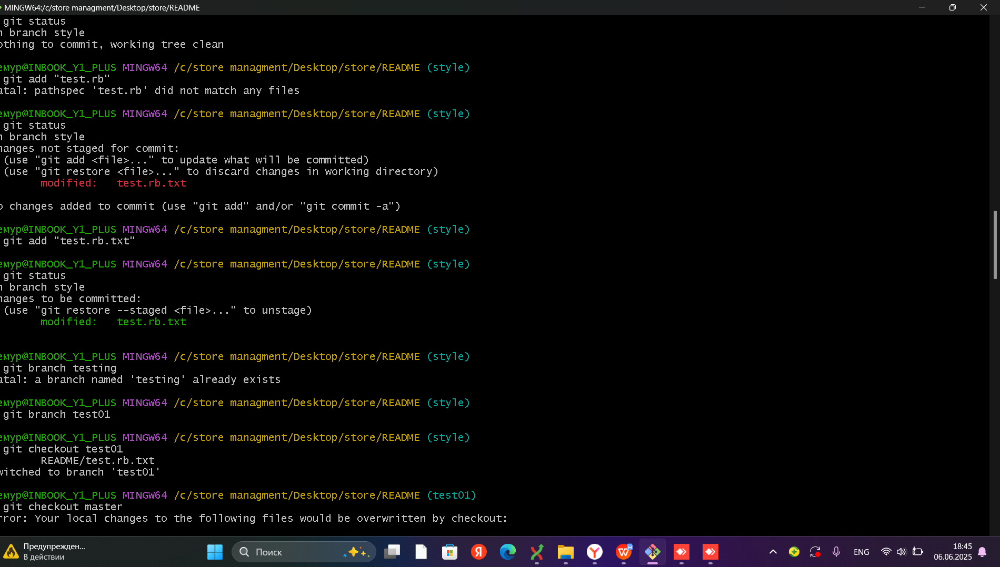 MINGW64:/c/store managment/Desktop/store/README
git status
n branch style
othing to commit, working tree clean
емур@INBOOK_Y1_PLUS MINGW64 /c/store managment/Desktop/store/README (style)
git add "test.rb"
atal: pathspec 'test.rb' did not match any files
емур@INBOOK_Y1_PLUS MINGW64 /c/store managment/Desktop/store/README (style)
git status
n branch style
hanges not staged for commit:
(use "git add <file>..." to update what will be committed)
(use "git restore <file>..." to discard changes in working directory)
modified:   test.rb.txt
o changes added to commit (use "git add" and/or "git commit -a")
емур@INBOOK_Y1_PLUS MINGW64 /c/store managment/Desktop/store/README (style)
git add "test.rb.txt"
емур@INBOOK_Y1_PLUS MINGW64 /c/store managment/Desktop/store/README (style)
git status
n branch style
hanges to be committed:
(use "git restore --staged <file>..." to unstage)
modified:   test.rb.txt
емур@INBOOK_Y1_PLUS MINGW64 /c/store managment/Desktop/store/README (style)
git branch testing
atal: a branch named 'testing' already exists
емур@INBOOK_Y1_PLUS MINGW64 /c/store managment/Desktop/store/README (style)
git branch test01
емур@INBOOK_Y1_PLUS MINGW64 /c/store managment/Desktop/store/README (style)
git checkout test01
README/test.rb.txt
witched to branch 'test01'
емур@INBOOK_Y1_PLUS MINGW64 /c/store managment/Desktop/store/README (test01)
git checkout master
rror: Your local changes to the following files would be overwritten by checkout:
Предупрежден...
В действии
Поиск
ENG
18:45
06.06.2025